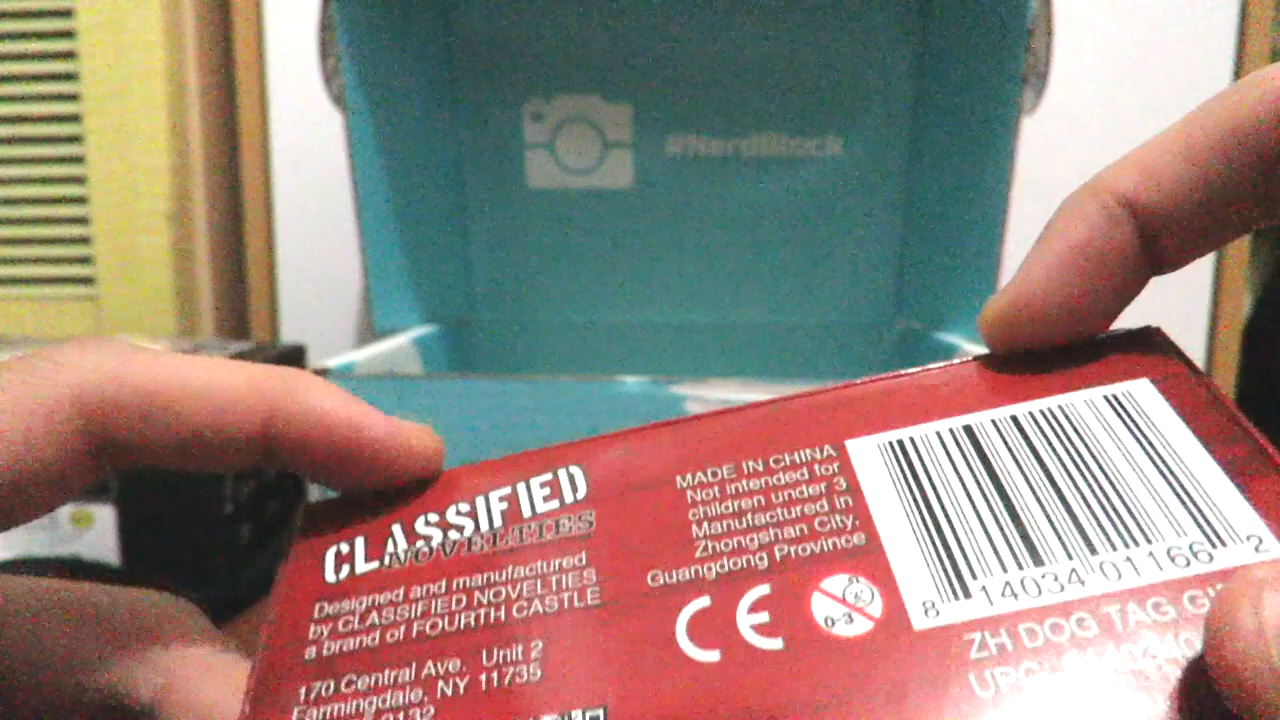 #NerdBlock
CLASSIFIED
NOVELTIES
Designed and manufactured
by CLASSIFIED NOVELTIES
a brand of FOURTH CASTLE
170 Central Ave. Unit 2
Farmingdale, NY 11735
MADE IN CHINA
Not intended for
children under 3
Manufactured in
Zhongshan City,
Guangdong Province
CE
0-3
8 14034 01166 2
ZH DOG TAG